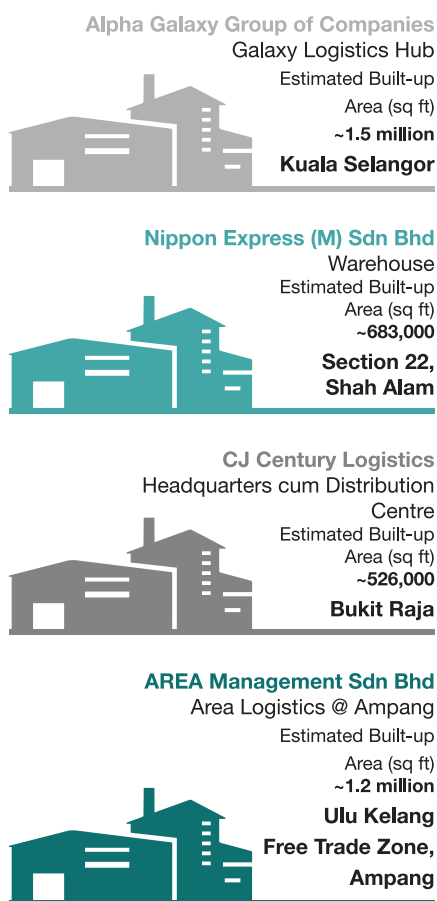 Alpha Galaxy Group of Companies
Galaxy Logistics Hub
Estimated Built-up
Area (sq ft)
~1.5 million
Kuala Selangor
Nippon Express (M) Sdn Bhd
Warehouse
Estimated Built-up
Area (sq ft)
~683,000
Section 22,
Shah Alam
CJ Century Logistics
Headquarters cum Distribution
Centre
Estimated Built-up
Area (sq ft)
~526,000
Bukit Raja
AREA Management Sdn Bhd
Area Logistics @ Ampang
Estimated Built-up
Area (sq ft)
~1.2 million
Ulu Kelang
Free Trade Zone,
Ampang